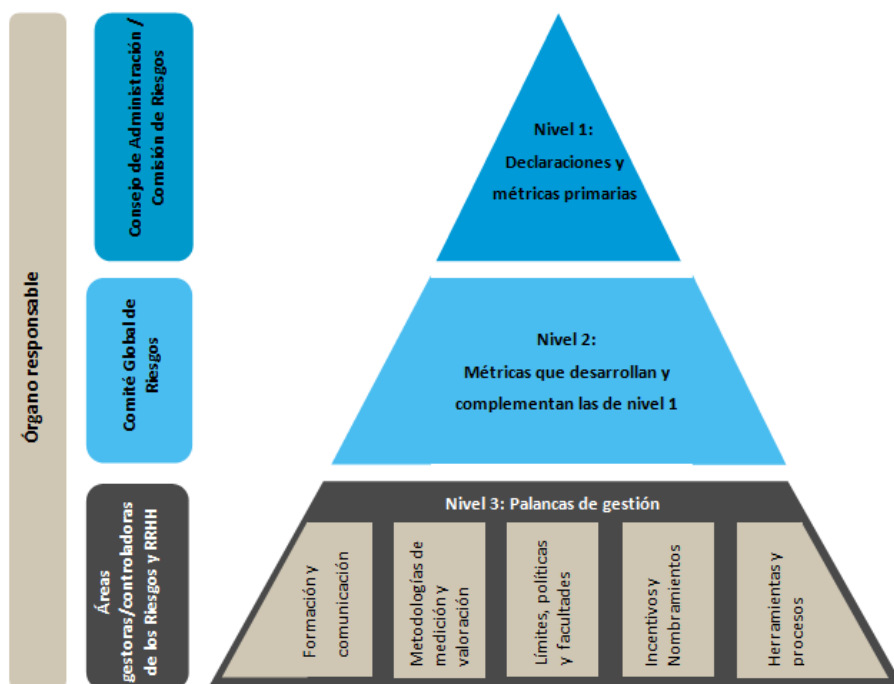 Órgano responsable
Consejo de Administración /
Comisión de Riesgos
Nivel 1:
Declaraciones y
métricas primarias
Comité Global de
Riesgos
Nivel 2:
Métricas que desarrollan y
complementan las de nivel 1
Áreas
gestoras/controladoras
de los Riesgos y RRHH
Nivel 3: Palancas de gestión
Formación y
comunicación
Metodologías de
medición y
valoración
Límites, políticas
y facultades
Incentivos y
Nombramientos
Herramientas y
procesos